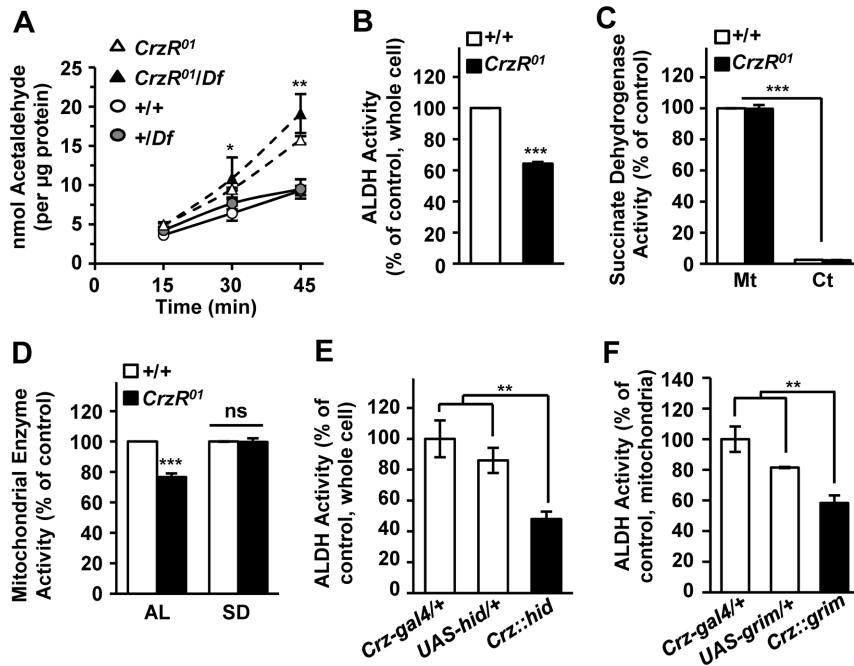 A
CrzR01
CrzR01/Df
+/+
+/Df
nmol Acetaldehyde
(per µg protein)
25
20
15
10
5
0
0
15
30
45
*
**
Time (min)
B
+/+
CrzR01
ALDH Activity
(% of control, whole cell)
120
100
80
60
40
60
80
***
C
+/+
CrzR01
Succinate Dehydrogenase
Activity (% of control)
120
100
80
60
40
20
0
***
Mt
Ct
D
+/+
CrzR01
Mitochondrial Enzyme
Activity (% of control)
120
100
80
60
40
20
0
***
ns
AL
SD
E
ALDH Activity (% of
control, whole cell)
120
100
80
60
40
20
0
**
Crz-gal4/+
UAS-hid/+
Crz::hid
F
ALDH Activity (% of
control, mitochondria)
140
120
100
80
60
40
20
0
**
Crz-gal4/+
UAS-grim/+
Crz::grim